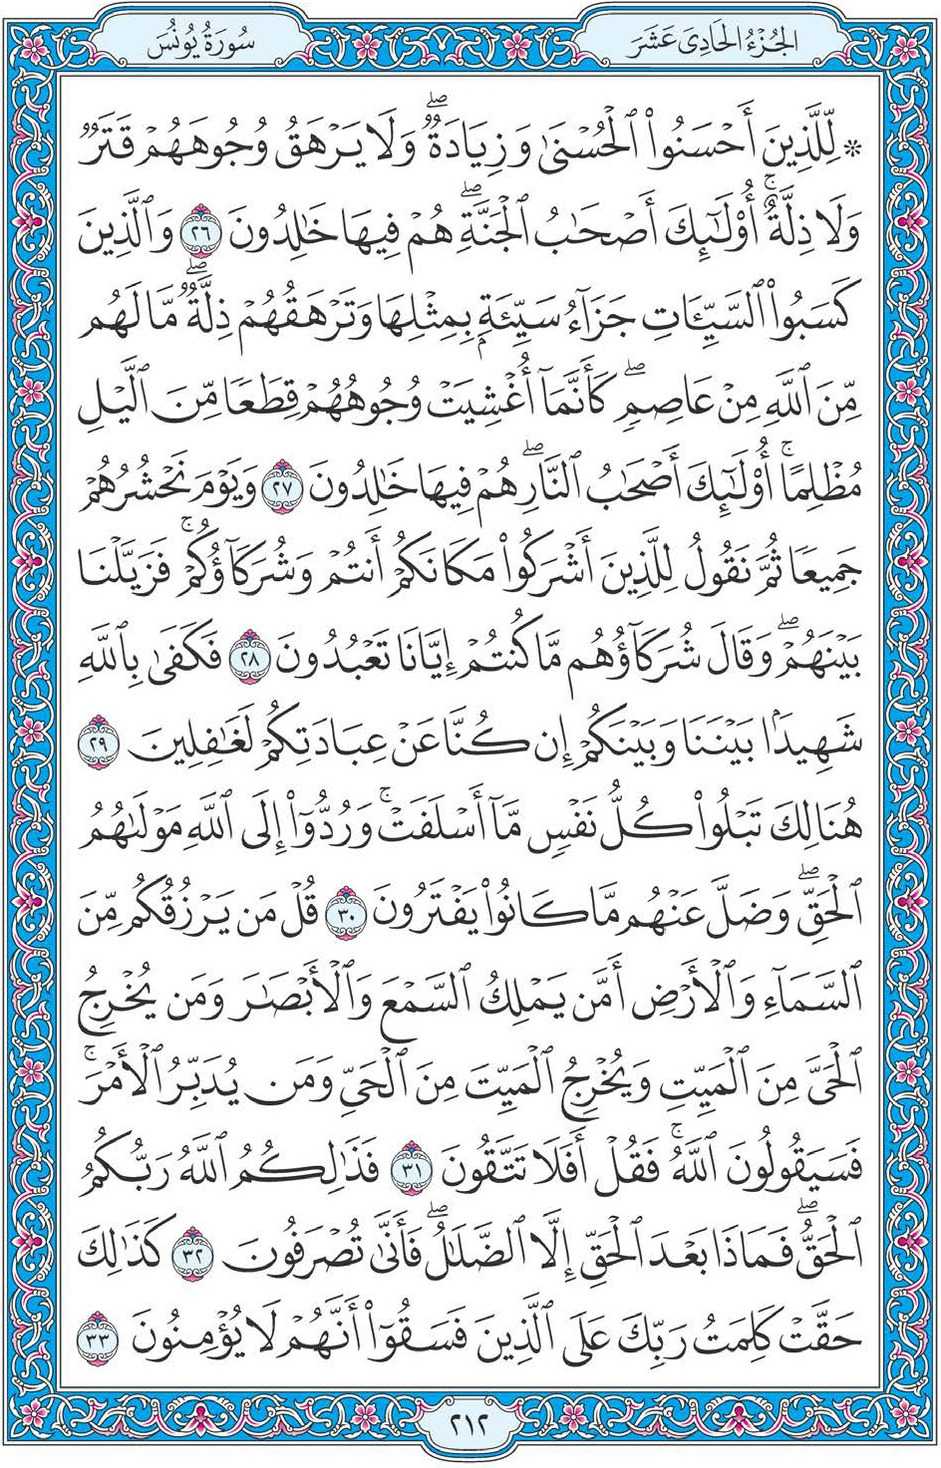 الجُزْءُ الحَادِى عَشَرَ
سُورَةُ يُونُسَ
۞ لِّلَّذِينَ أَحۡسَنُواْ ٱلۡحُسۡنَىٰ وَزِيَادَةٞۖ وَلَا يَرۡهَقُ وُجُوهَهُمۡ قَتَرٞ
وَلَا ذِلَّةٌۚ أُوْلَٰٓئِكَ أَصۡحَٰبُ ٱلۡجَنَّةِۖ هُمۡ فِيهَا خَٰلِدُونَ ٢٦ وَٱلَّذِينَ
كَسَبُواْ ٱلسَّيِّـَٔاتِ جَزَآءُ سَيِّئَةِۭ بِمِثۡلِهَا وَتَرۡهَقُهُمۡ ذِلَّةٞۖ مَّا لَهُم
مِّنَ ٱللَّهِ مِنۡ عَاصِمٖۖ كَأَنَّمَآ أُغۡشِيَتۡ وُجُوهُهُمۡ قِطَعٗا مِّنَ ٱلَّيۡلِ
مُظۡلِمًاۚ أُوْلَٰٓئِكَ أَصۡحَٰبُ ٱلنَّارِۖ هُمۡ فِيهَا خَٰلِدُونَ ٢٧ وَيَوۡمَ نَحۡشُرُهُمۡ
جَمِيعٗا ثُمَّ نَقُولُ لِلَّذِينَ أَشۡرَكُواْ مَكَانَكُمۡ أَنتُمۡ وَشُرَكَآؤُكُمۡۚ فَزَيَّلۡنَا
بَيۡنَهُمۡۖ وَقَالَ شُرَكَآؤُهُم مَّا كُنتُمۡ إِيَّانَا تَعۡبُدُونَ ٢٨ فَكَفَىٰ بِٱللَّهِ
شَهِيدَۢا بَيۡنَنَا وَبَيۡنَكُمۡ إِن كُنَّا عَنۡ عِبَادَتِكُمۡ لَغَٰفِلِينَ ٢٩
هُنَالِكَ تَبۡلُواْ كُلُّ نَفۡسٖ مَّآ أَسۡلَفَتۡۚ وَرُدُّوٓاْ إِلَى ٱللَّهِ مَوۡلَىٰهُمُ
ٱلۡحَقِّۖ وَضَلَّ عَنۡهُم مَّا كَانُواْ يَفۡتَرُونَ ٣٠ قُلۡ مَن يَرۡزُقُكُم مِّنَ
ٱلسَّمَآءِ وَٱلۡأَرۡضِ أَمَّن يَمۡلِكُ ٱلسَّمۡعَ وَٱلۡأَبۡصَٰرَ وَمَن يُخۡرِجُ
ٱلۡحَيَّ مِنَ ٱلۡمَيِّتِ وَيُخۡرِجُ ٱلۡمَيِّتَ مِنَ ٱلۡحَيِّ وَمَن يُدَبِّرُ ٱلۡأَمۡرَۚ
فَسَيَقُولُونَ ٱللَّهُۚ فَقُلۡ أَفَلَا تَتَّقُونَ ٣١ فَذَٰلِكُمُ ٱللَّهُ رَبُّكُمُ
ٱلۡحَقُّۖ فَمَاذَا بَعۡدَ ٱلۡحَقِّ إِلَّا ٱلضَّلَٰلُۖ فَأَنَّىٰ تُصۡرَفُونَ ٣٢ كَذَٰلِكَ
حَقَّتۡ كَلِمَتُ رَبِّكَ عَلَى ٱلَّذِينَ فَسَقُوٓاْ أَنَّهُمۡ لَا يُؤۡمِنُونَ ٣٣
٢١٢